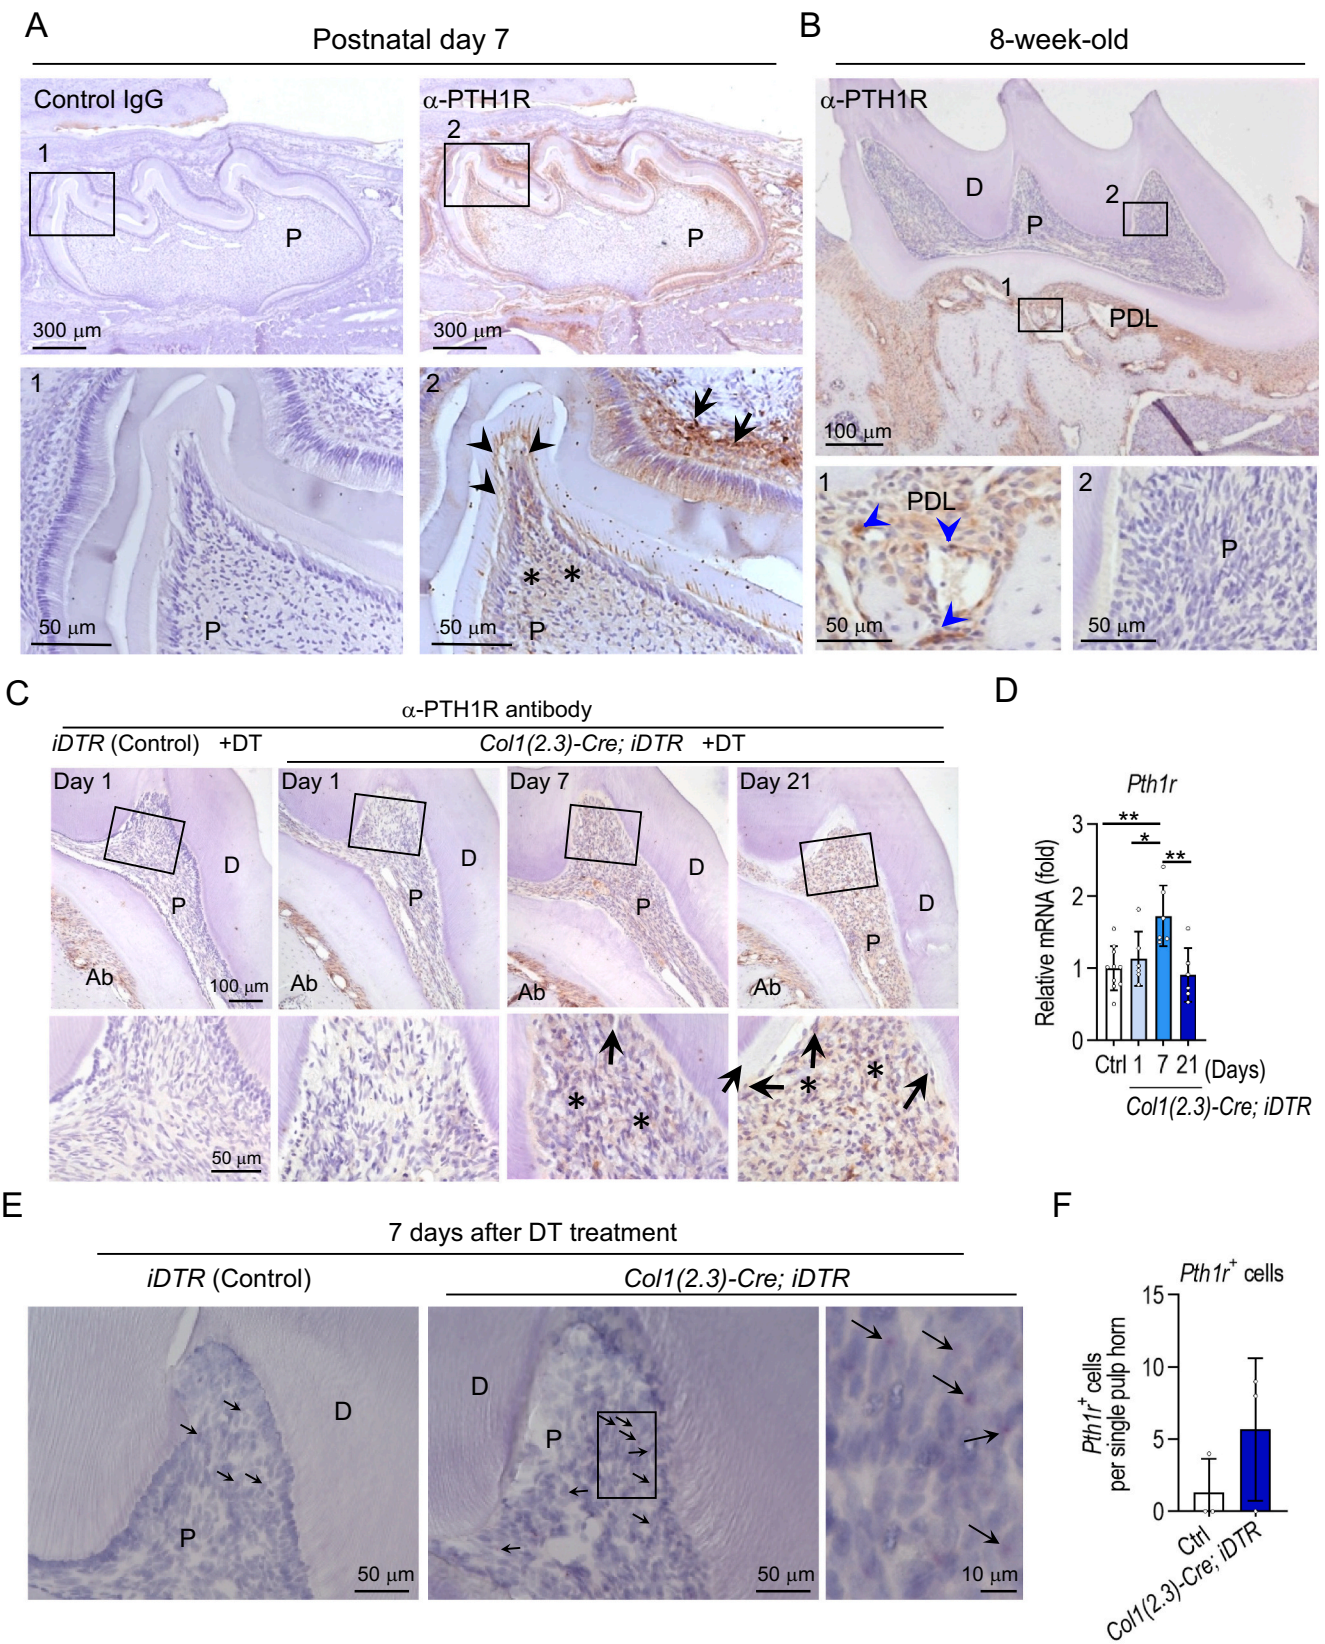 A
Postnatal day 7
Control IgG
1
P
300 μm
α-PTH1R
2
P
300 μm
1
P
50 μm
2
* *
P
50 μm
B
8-week-old
α-PTH1R
D
P
2
1
PDL
100 μm
1
PDL
50 μm
2
P
50 μm
C
α-PTH1R antibody
iDTR (Control) +DT
Col1(2.3)-Cre; iDTR +DT
Day 1
D
P
Ab
100 μm
Day 1
D
P
Ab
Day 7
D
P
Ab
Day 21
D
P
Ab
50 μm
* *
* *
D
Pth1r
Relative mRNA (fold)
3
2
1
0
**
*
**
Ctrl 1 7 21 (Days)
Col1(2.3)-Cre; iDTR
E
7 days after DT treatment
iDTR (Control)
Col1(2.3)-Cre; iDTR
D
P
50 μm
D
P
50 μm
10 μm
F
Pth1r+ cells
Pth1r+ cells
per single pulp horn
15
10
5
0
Ctrl
Col1(2.3)-Cre; iDTR